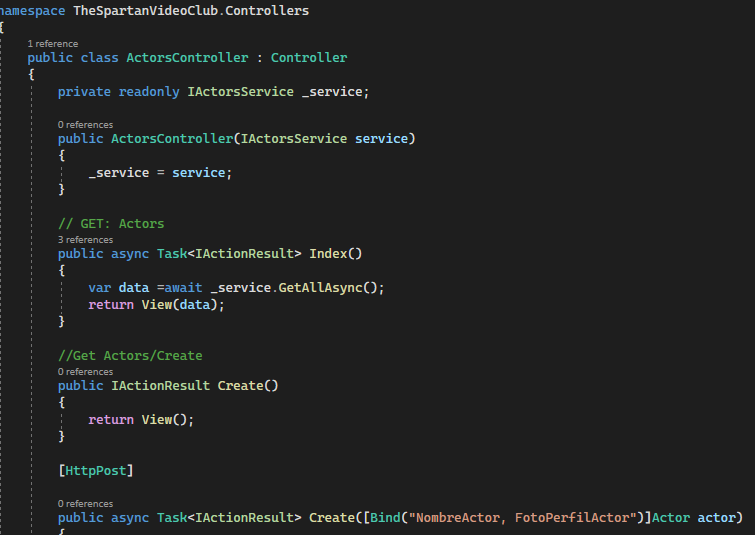 namespace TheSpartanVideoClub.Controllers
{
1 reference
public class ActorsController : Controller
{
private readonly IActorsService _service;
0 references
public ActorsController(IActorsService service)
{
_service = service;
}
// GET: Actors
3 references
public async Task<IActionResult> Index()
{
var data =await _service.GetAllAsync();
return View(data);
}
//Get Actors/Create
0 references
public IActionResult Create()
{
return View();
}
[HttpPost]
0 references
public async Task<IActionResult> Create([Bind("NombreActor, FotoPerfilActor")]Actor actor)
{